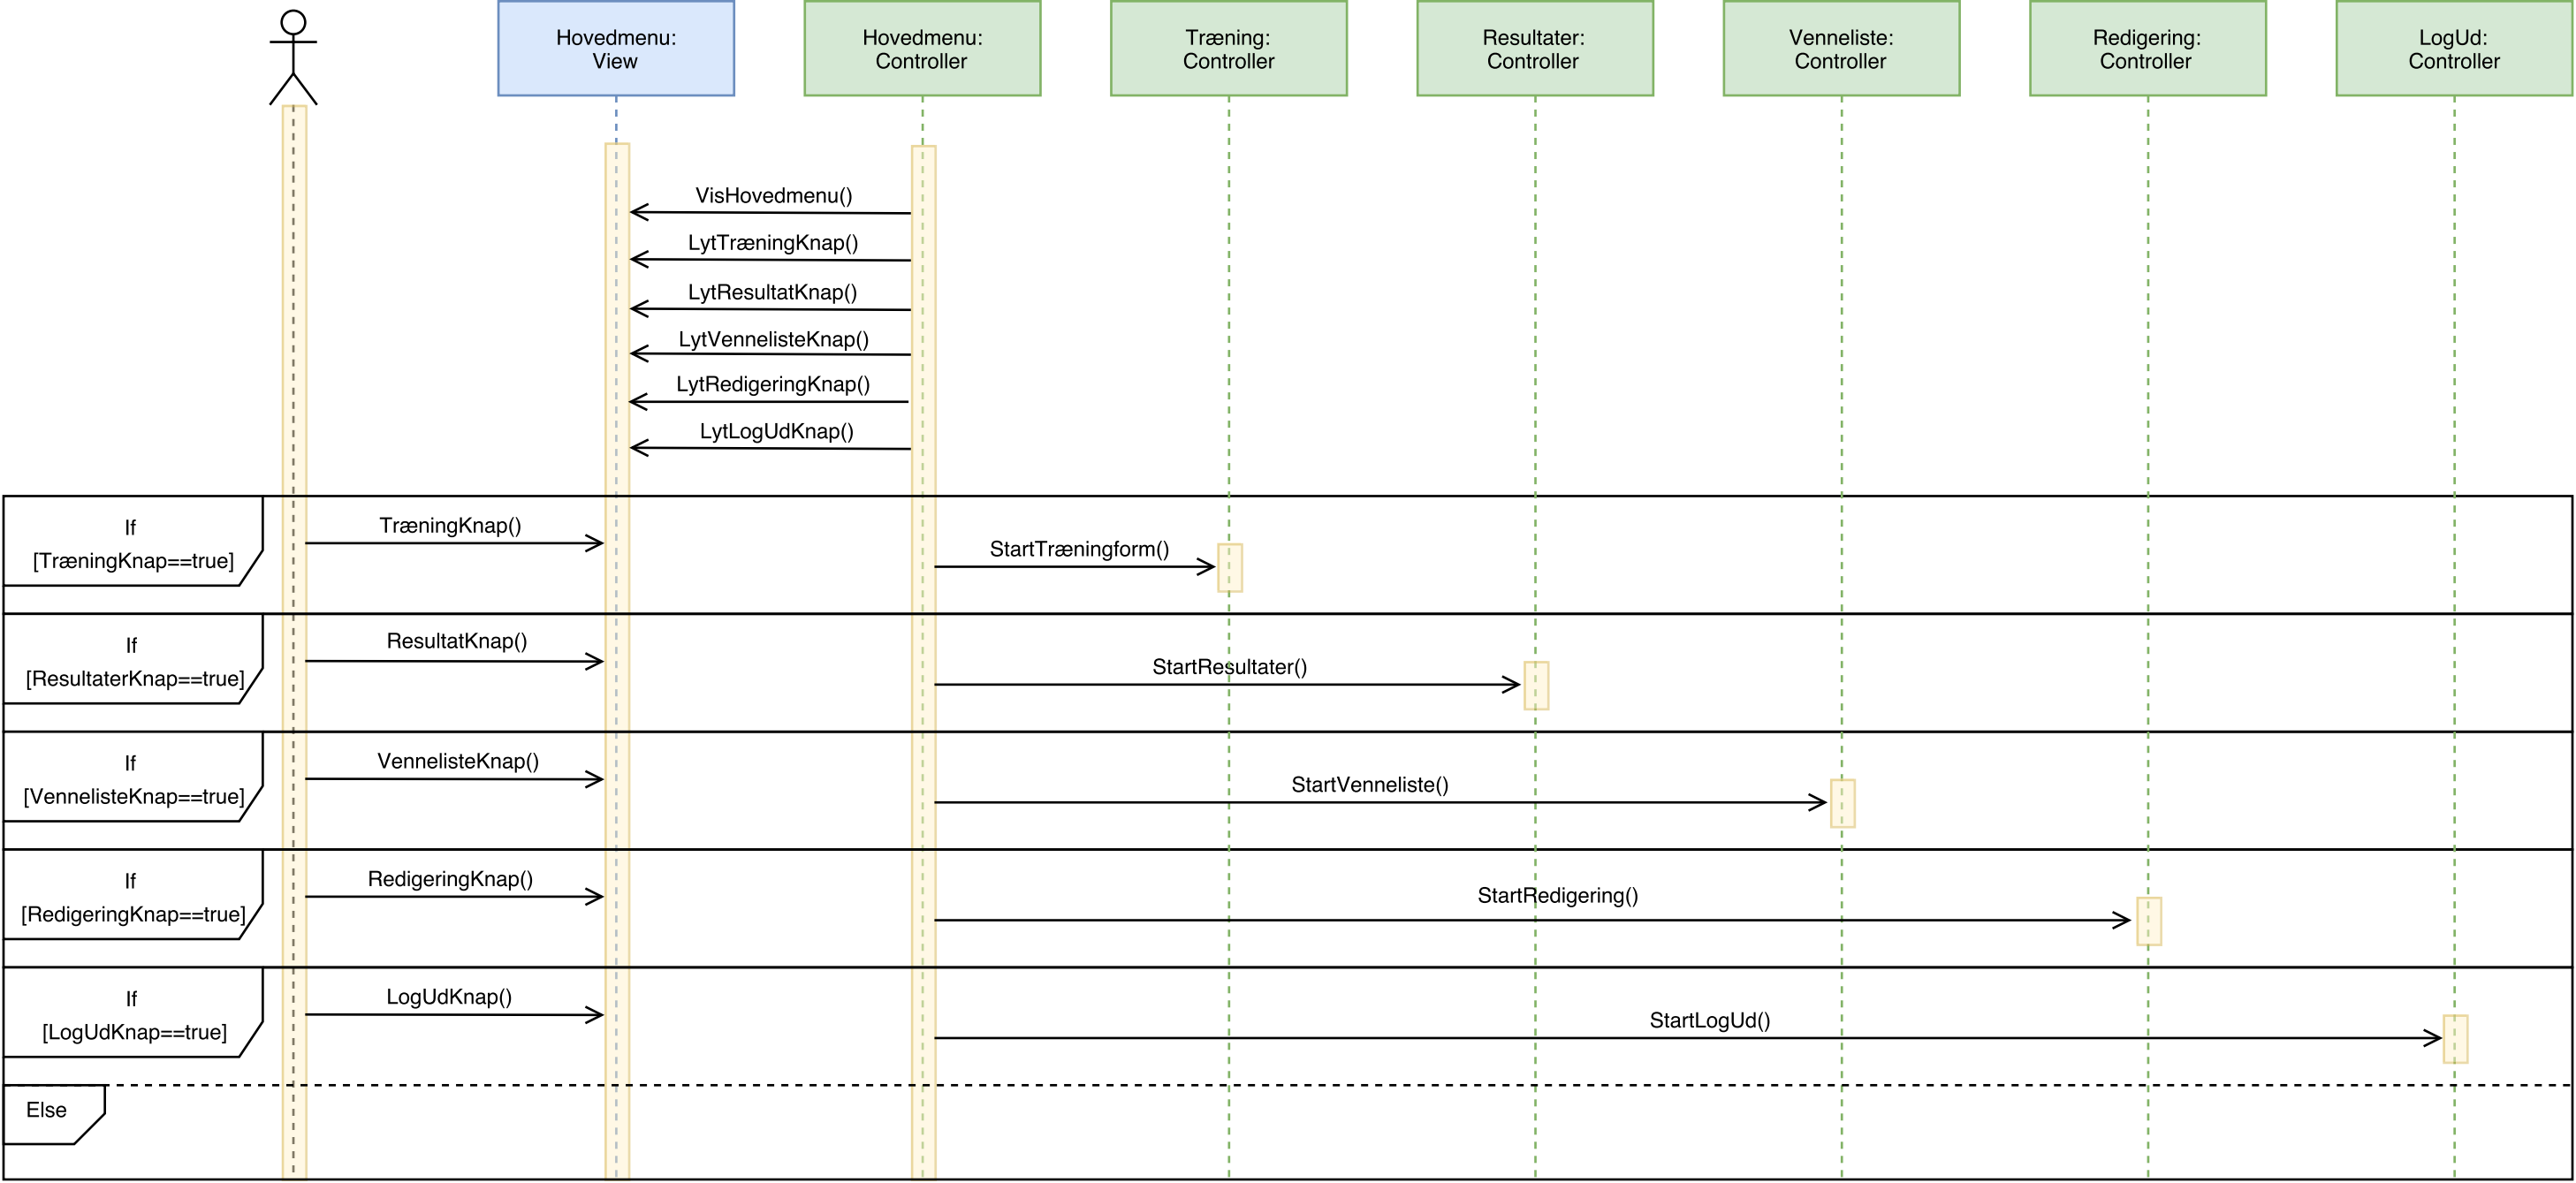 Hovedmenu:
View
Hovedmenu:
Controller
Træning:
Controller
Resultater:
Controller
Venneliste:
Controller
Redigering:
Controller
LogUd:
Controller
VisHovedmenu()
LytTræningKnap()
LytResultatKnap()
LytVennelisteKnap()
LytRedigeringKnap()
LytLogUdKnap()
If
[TræningKnap==true]
TræningKnap()
StartTræningform()
If
[ResultaterKnap==true]
ResultatKnap()
StartResultater()
If
[VennelisteKnap==true]
VennelisteKnap()
StartVenneliste()
If
[RedigeringKnap==true]
RedigeringKnap()
StartRedigering()
If
[LogUdKnap==true]
LogUdKnap()
StartLogUd()
Else